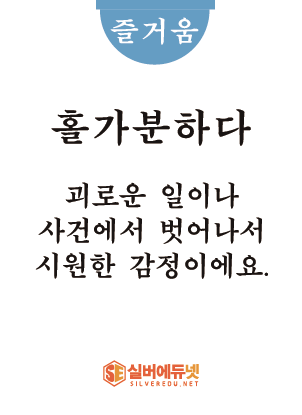 즐거움
홀가분하다
괴로운 일이나
사건에서 벗어나서
시원한 감정이에요.
SE 실버에듀넷
SILVEREDU.NET